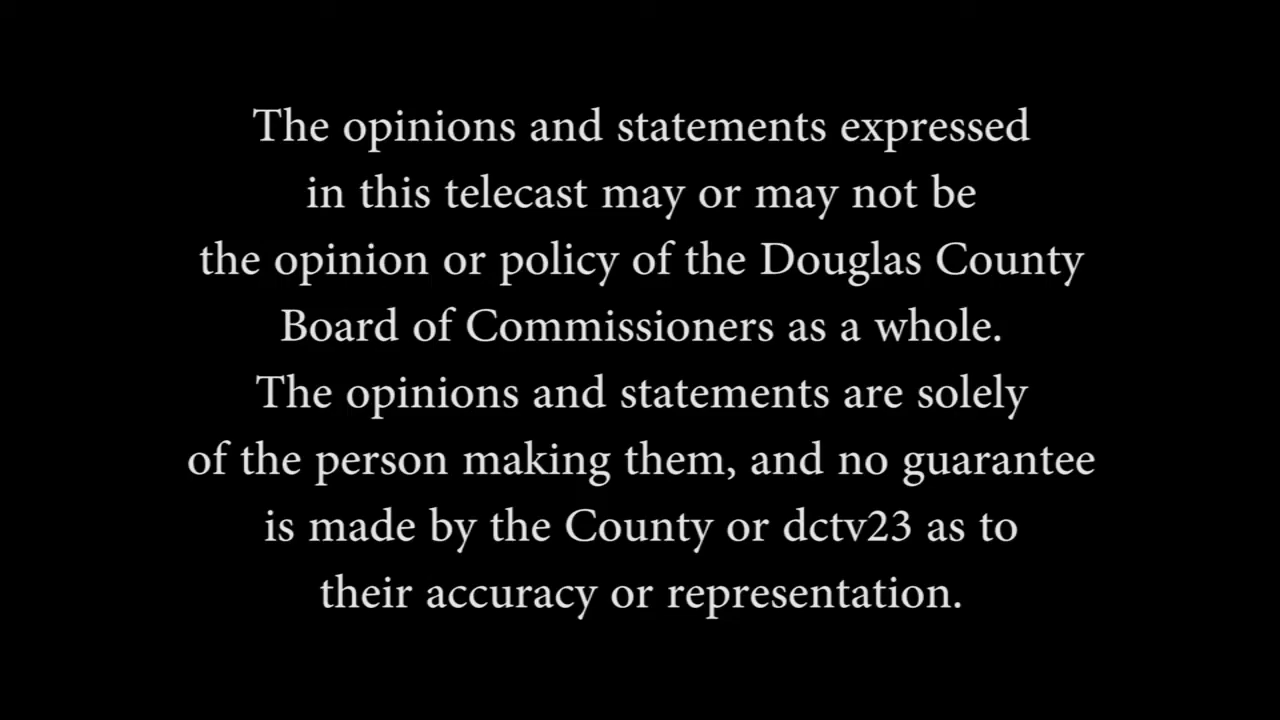 The opinions and statements expressed
in this telecast may or may not be
the opinion or policy of the Douglas County
Board of Commissioners as a whole.
The opinions and statements are solely
of the person making them, and no guarantee
is made by the County or dctv23 as to
their accuracy or representation.